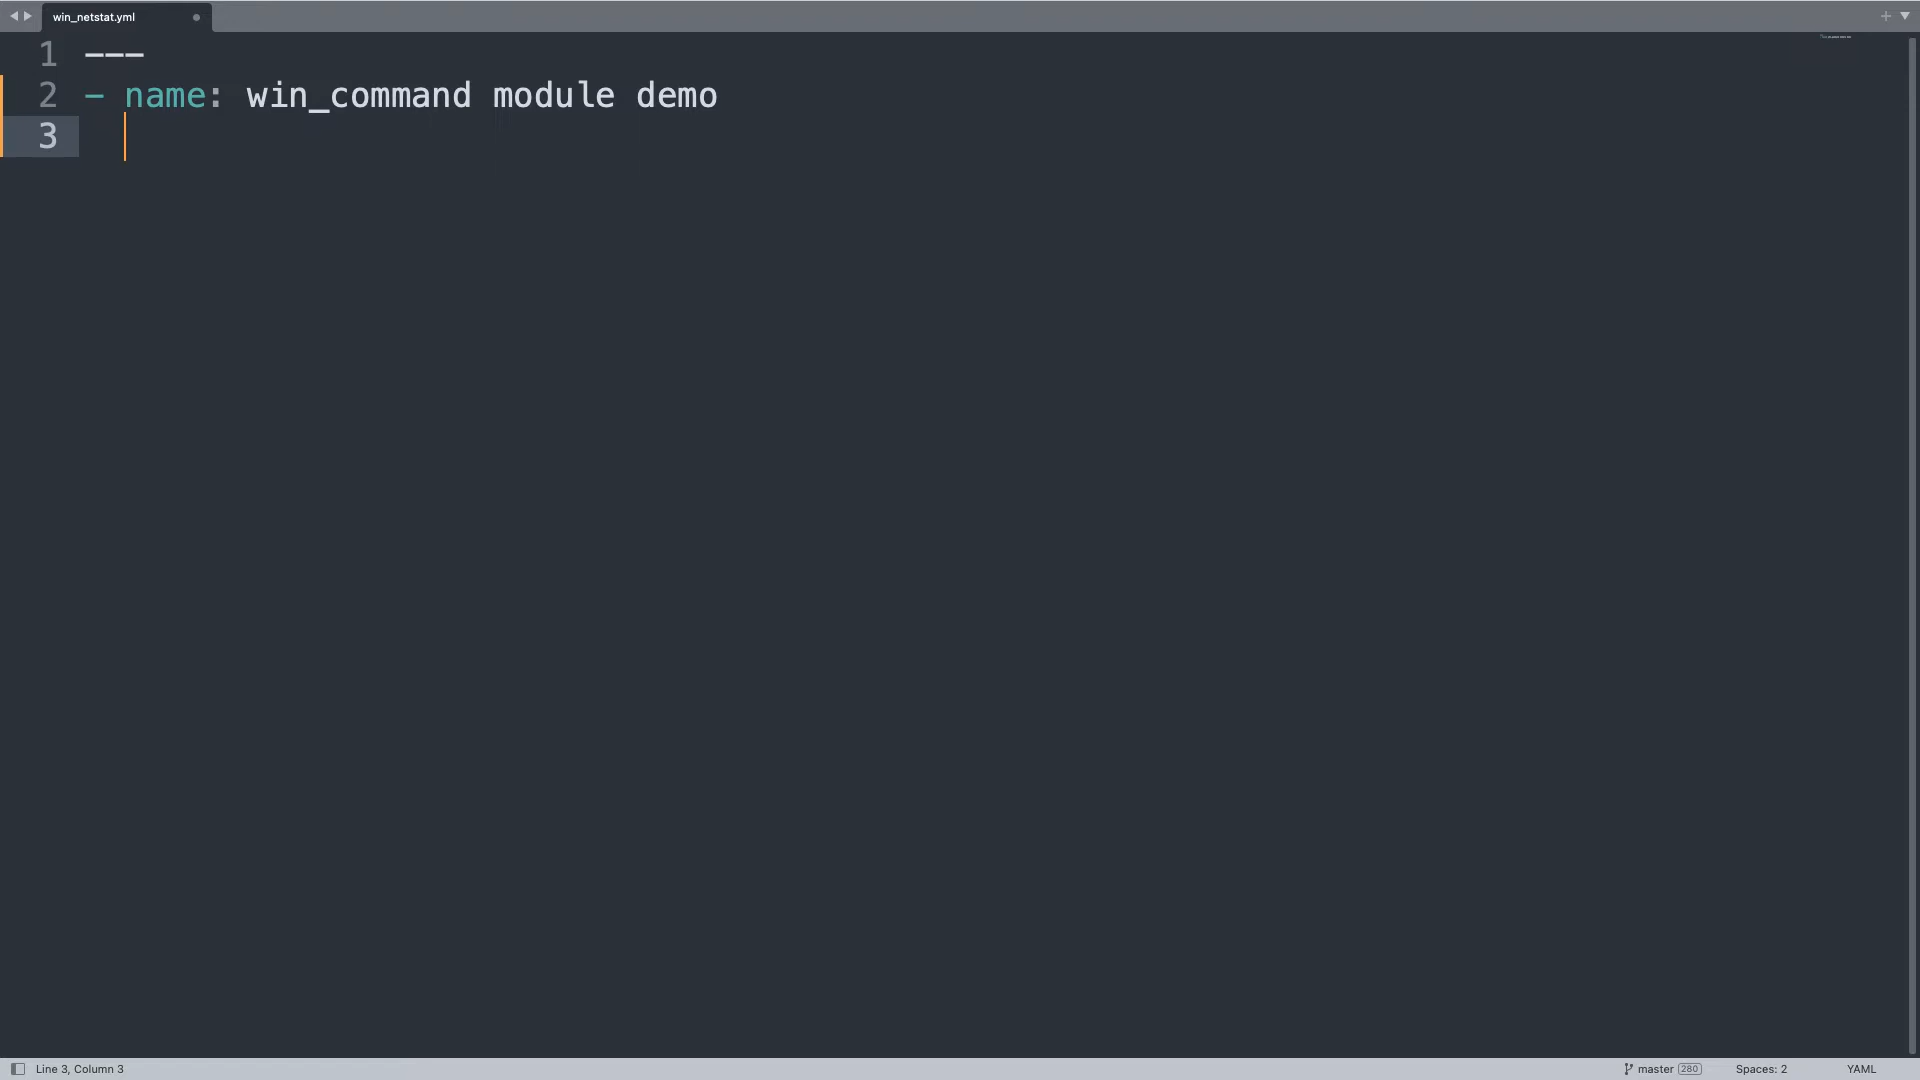 win_netstat.yml
1 ---
2 - name: win_command module demo
3
Line 3, Column 3
master 280
Spaces: 2
YAML